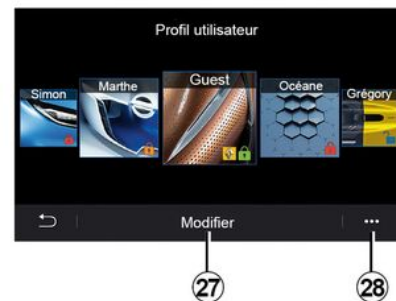 Profil utilisateur
Simon
Marthe
Guest
Océane
Grégory
Modifier
27
28